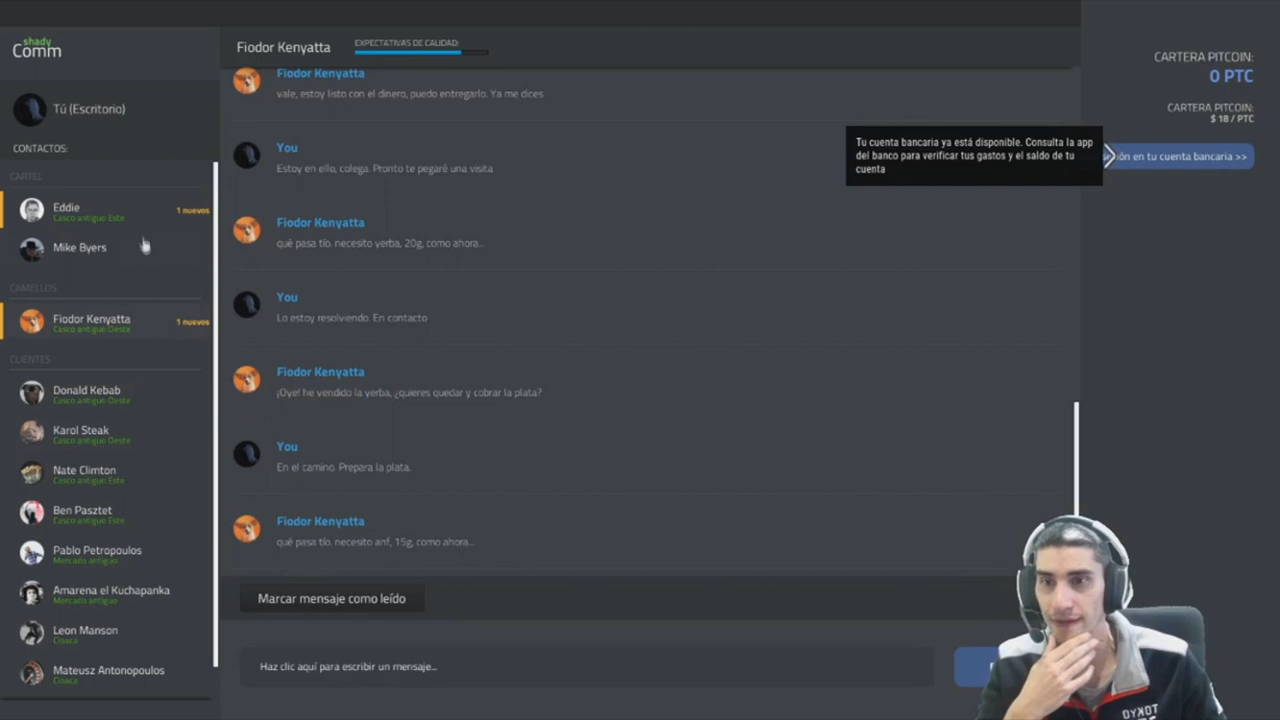 shady
Comm
Tú (Escritorio)
CONTACTOS:
CARTEL
Eddie
Casco antiguo Este
1 nuevos
Mike Byers
CAMELLOS
Fiodor Kenyatta
Casco antiguo Oeste
1 nuevos
CLIENTES
Donald Kebab
Casco antiguo Oeste
Karol Steak
Casco antiguo Oeste
Nate Climton
Casco antiguo Este
Ben Pasztet
Casco antiguo Este
Pablo Petropoulos
Mercado antiguo
Amarena el Kuchapanka
Mercado antiguo
Leon Manson
Cloaca
Mateusz Antonopoulos
Cloaca
Fiodor Kenyatta
EXPECTATIVAS DE CALIDAD:
Fiodor Kenyatta
vale, estoy listo con el dinero, puedo entregarlo. Ya me dices
You
Estoy en ello, colega. Pronto te pegaré una visita
Fiodor Kenyatta
qué pasa tío. necesito yerba, 20g, como ahora...
You
Lo estoy resolviendo. En contacto
Fiodor Kenyatta
¡Oye! he vendido la yerba, ¿quieres quedar y cobrar la plata?
You
En el camino. Prepara la plata.
Fiodor Kenyatta
qué pasa tío. necesito anf, 15g, como ahora...
Marcar mensaje como leído
Haz clic aquí para escribir un mensaje...
CARTERA PITCOIN:
0 PTC
CARTERA PITCOIN:
$ 18 / PTC
en tu cuenta bancaria >>
Tu cuenta bancaria ya está disponible. Consulta la app
del banco para verificar tus gastos y el saldo de tu
cuenta
TOKYO